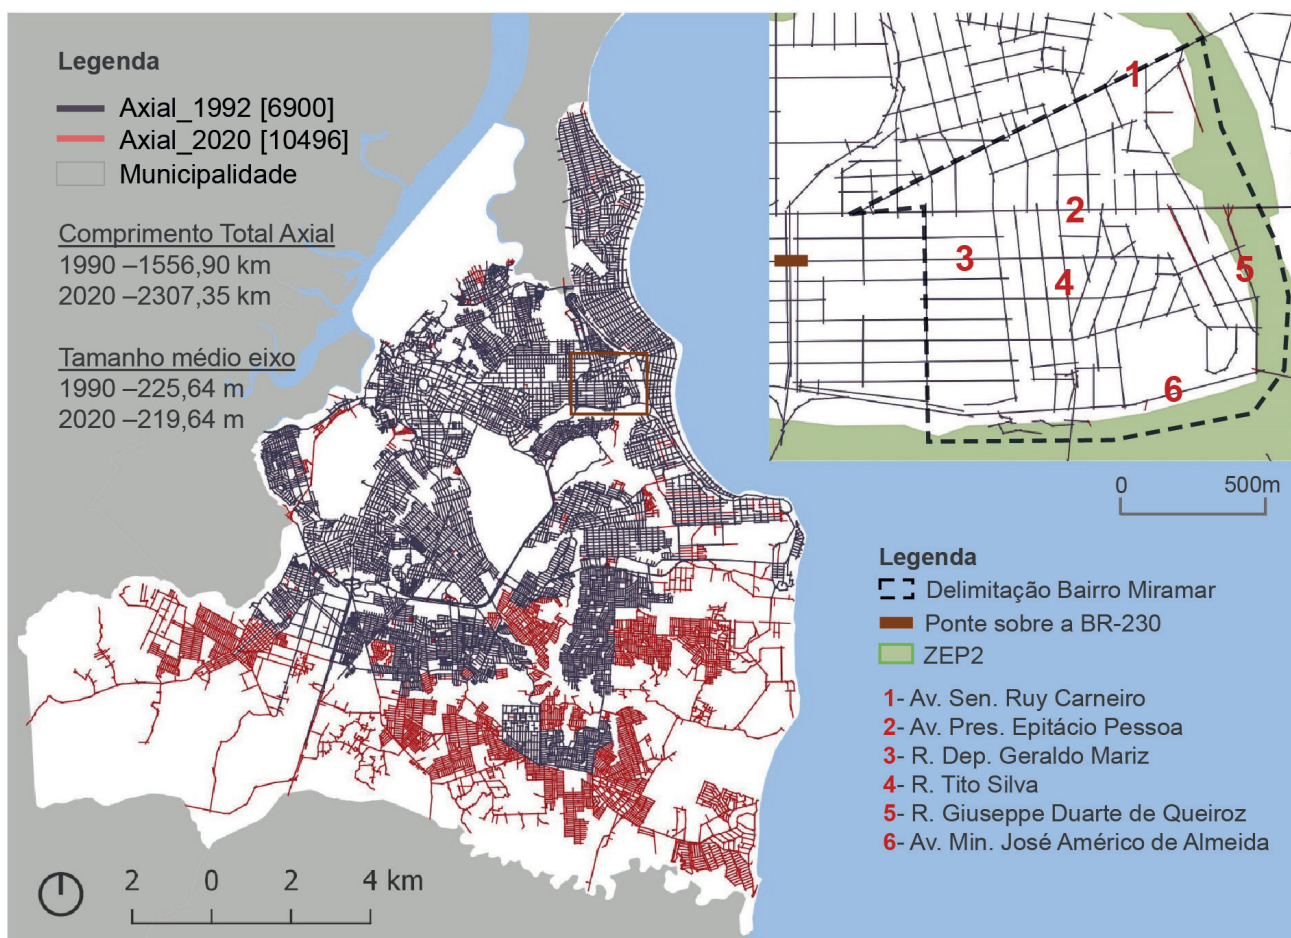 Legenda
Axial_1992 [6900]
Axial_2020 [10496]
Municipalidade
Comprimento Total Axial
1990 –1556,90 km
2020 –2307,35 km
Tamanho médio eixo
1990 –225,64 m
2020 –219,64 m
2 0 2 4 km
1
2
3
4
5
6
0 500m
Legenda
Delimitação Bairro Miramar
Ponte sobre a BR-230
ZEP2
1- Av. Sen. Ruy Carneiro
2- Av. Pres. Epitácio Pessoa
3- R. Dep. Geraldo Mariz
4- R. Tito Silva
5- R. Giuseppe Duarte de Queiroz
6- Av. Min. José Américo de Almeida